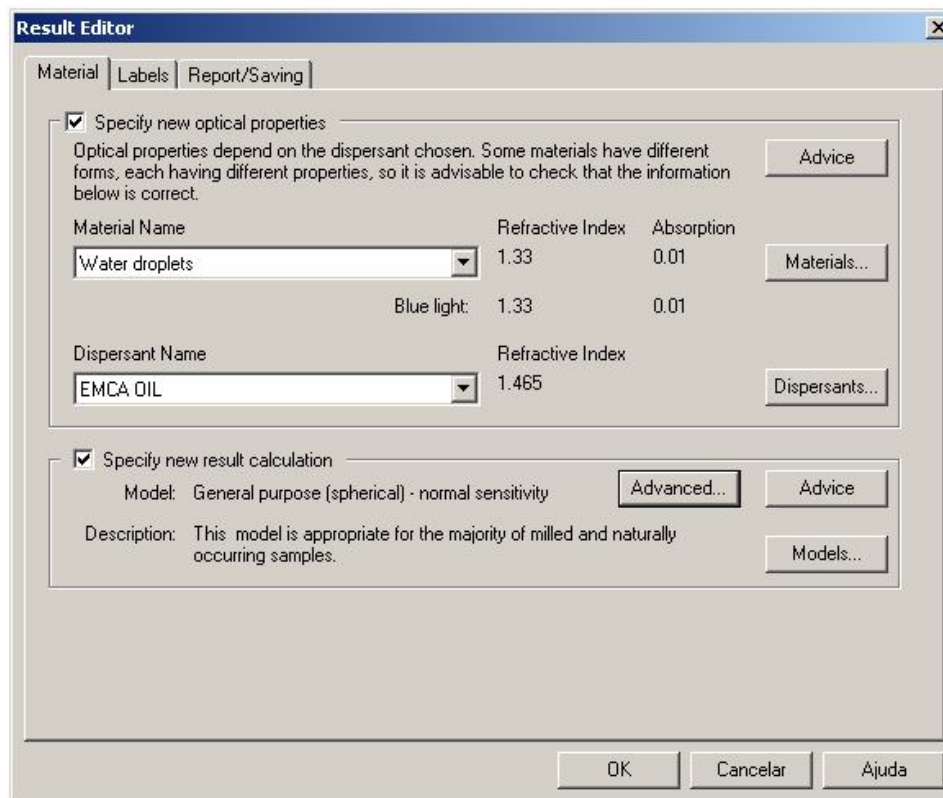 Result Editor
Material Labels Report/Saving
Specify new optical properties
Optical properties depend on the dispersant chosen. Some materials have different
forms, each having different properties, so it is advisable to check that the information
below is correct.
Advice
Material Name Refractive Index Absorption
Water droplets 1.33 0.01 Materials...
Blue light: 1.33 0.01
Dispersant Name Refractive Index
EMCA OIL 1.465 Dispersants...
Specify new result calculation
Model: General purpose (spherical) - normal sensitivity Advanced... Advice
Description: This model is appropriate for the majority of milled and naturally
occurring samples.
Models...
OK Cancelar Ajuda